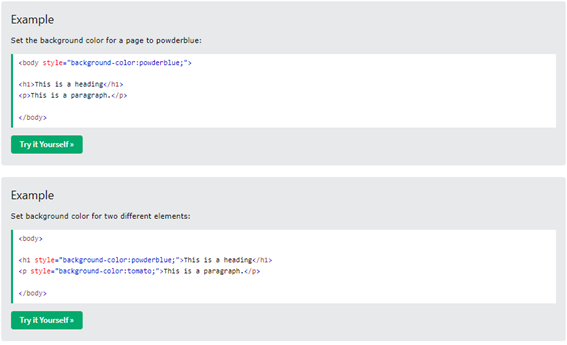 Example
Set the background color for a page to powderblue:
<body style="background-color:powderblue;">
<h1>This is a heading</h1>
<p>This is a paragraph.</p>
</body>
Try it Yourself »
Example
Set background color for two different elements:
<body>
<h1 style="background-color:powderblue;">This is a heading</h1>
<p style="background-color:tomato;">This is a paragraph.</p>
</body>
Try it Yourself »